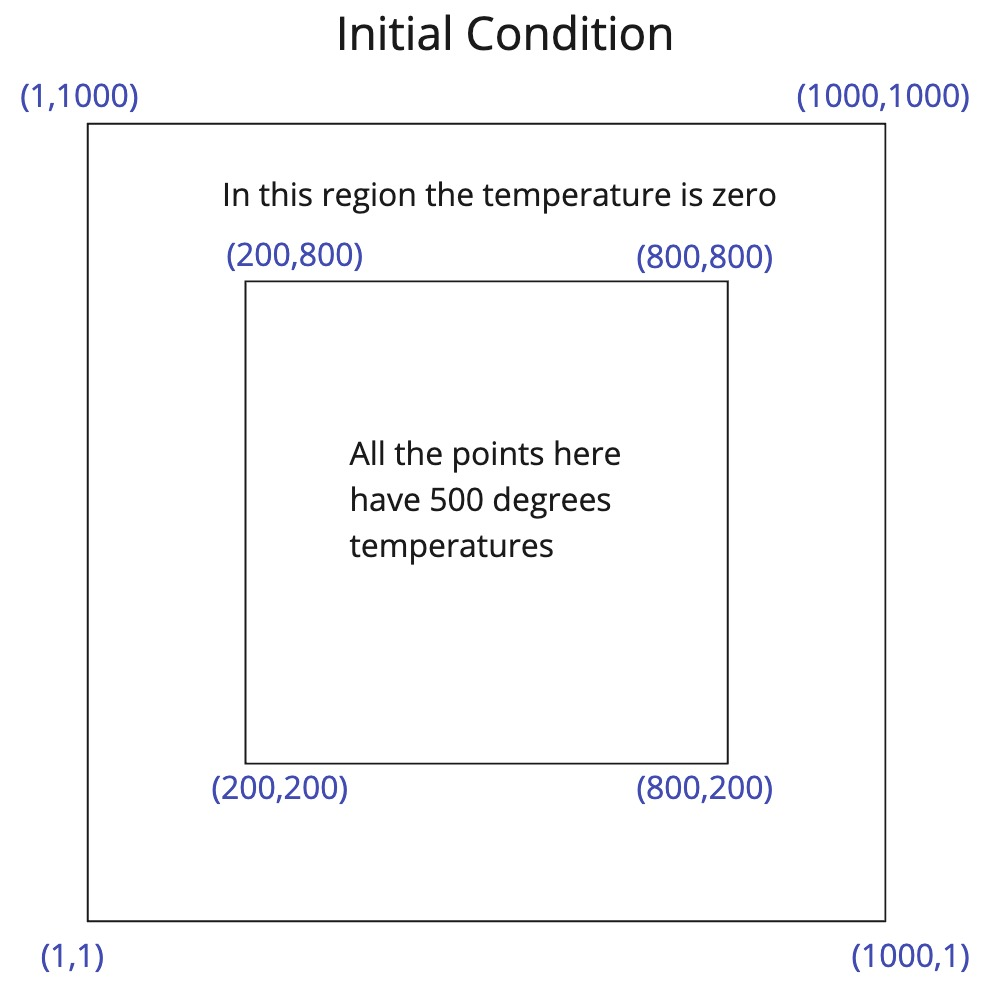 Initial Condition
(1,1000)
(1000,1000)
In this region the temperature is zero
(200,800)
(800,800)
All the points here
have 500 degrees
temperatures
(200,200)
(800,200)
(1,1)
(1000,1)